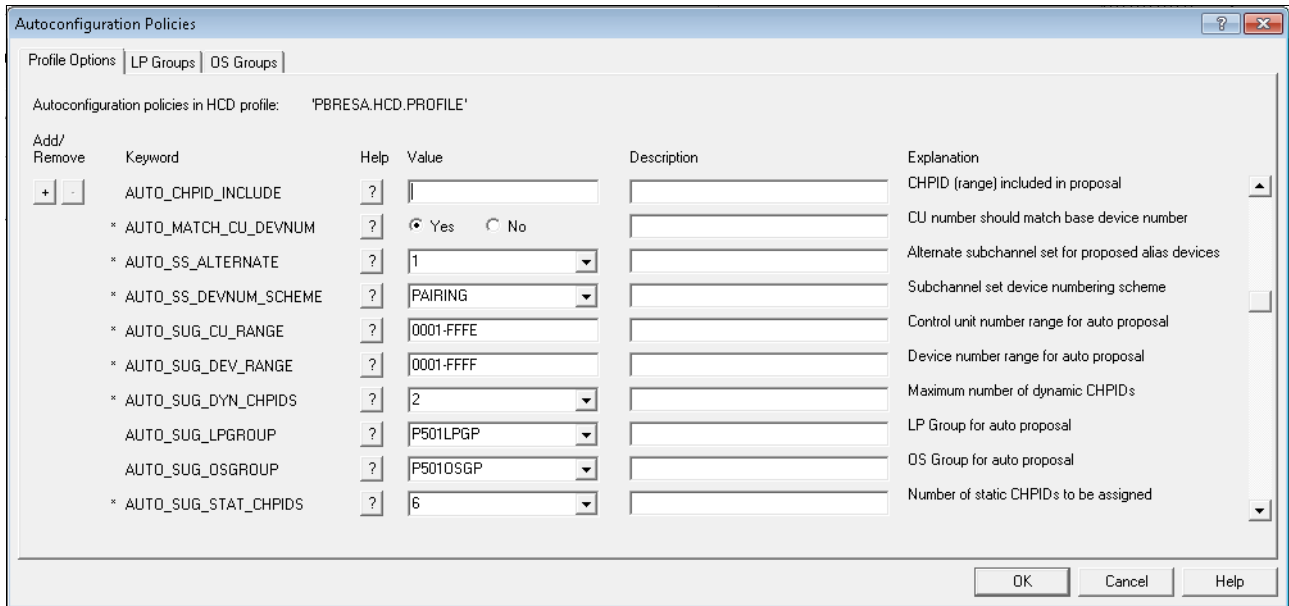 Autoconfiguration Policies
Profile Options LP Groups OS Groups
Autoconfiguration policies in HCD profile: 'PBRESA.HCD.PROFILE'
Add/
Remove Keyword Help Value Description Explanation
+ - AUTO_CHPID_INCLUDE ? CHPID (range) included in proposal
* AUTO_MATCH_CU_DEVNUM ? Yes No CU number should match base device number
* AUTO_SS_ALTERNATE ? 1 Alternate subchannel set for proposed alias devices
* AUTO_SS_DEVNUM_SCHEME ? PAIRING Subchannel set device numbering scheme
* AUTO_SUG_CU_RANGE ? 0001-FFFE Control unit number range for auto proposal
* AUTO_SUG_DEV_RANGE ? 0001-FFFF Device number range for auto proposal
* AUTO_SUG_DYN_CHPIDS ? 2 Maximum number of dynamic CHPIDs
AUTO_SUG_LPGROUP ? P501LPGP LP Group for auto proposal
AUTO_SUG_OSGROUP ? P501OSGP OS Group for auto proposal
* AUTO_SUG_STAT_CHPIDS ? 6 Number of static CHPIDs to be assigned
OK Cancel Help